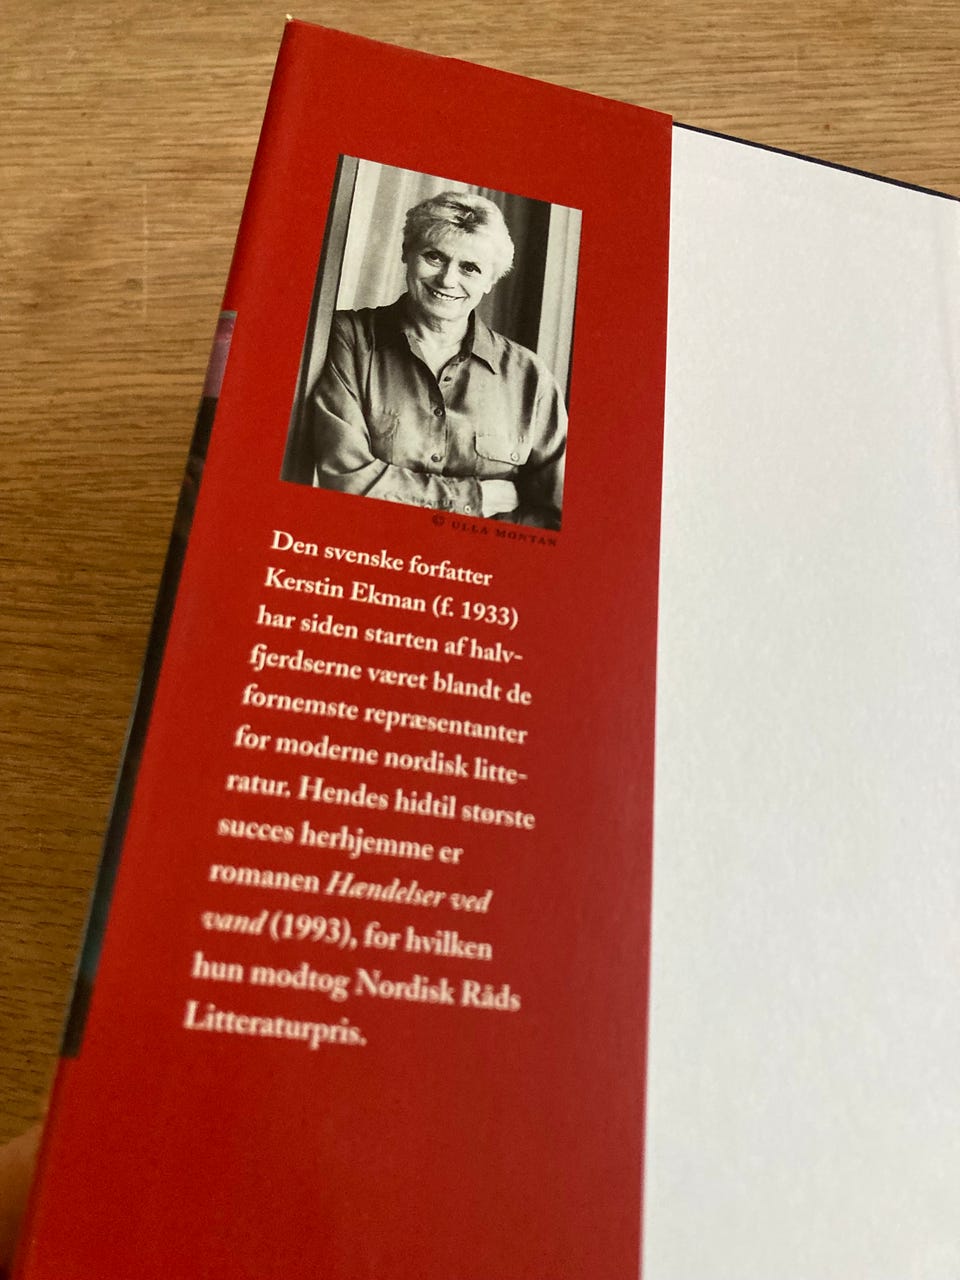 © ULLA MONTAN
Den svenske forfatter
Kerstin Ekman (f. 1933)
har siden starten af halv-
fjerdserne været blandt de
fornemste repræsentanter
for moderne nordisk litte-
ratur. Hendes hidtil største
succes herhjemme er
romanen Hændelser ved
vand (1993), for hvilken
hun modtog Nordisk Råds
Litteraturpris.